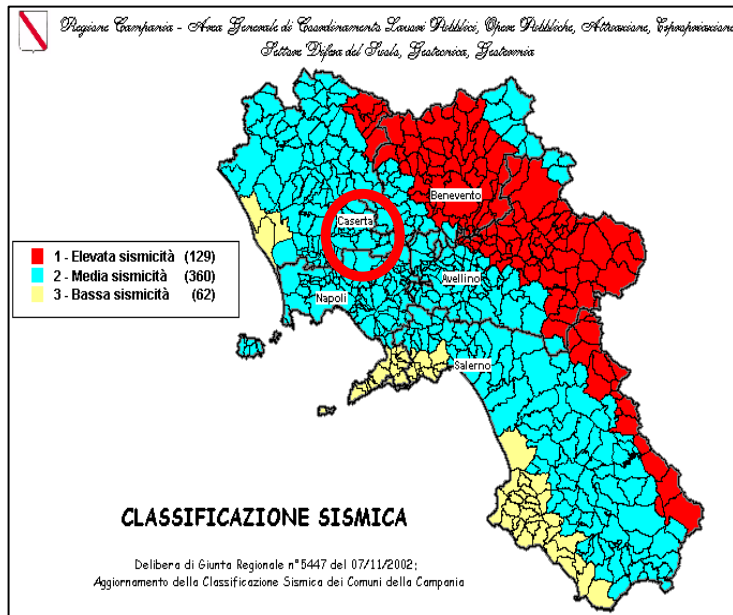 Regione Campania - Area Generale di Coordinamento Lavori Pubblici, Opere Pubbliche, Attuazione, Espropriazione
Settore Difesa del Suolo, Geotecnica, Geotermia
Benevento
Caserta
1 - Elevata sismicità (129)
2 - Media sismicità (360)
3 - Bassa sismicità (62)
Avellino
Napoli
Salerno
CLASSIFICAZIONE SISMICA
Delibera di Giunta Regionale n°5447 del 07/11/2002;
Aggiornamento della Classificazione Sismica dei Comuni della Campania